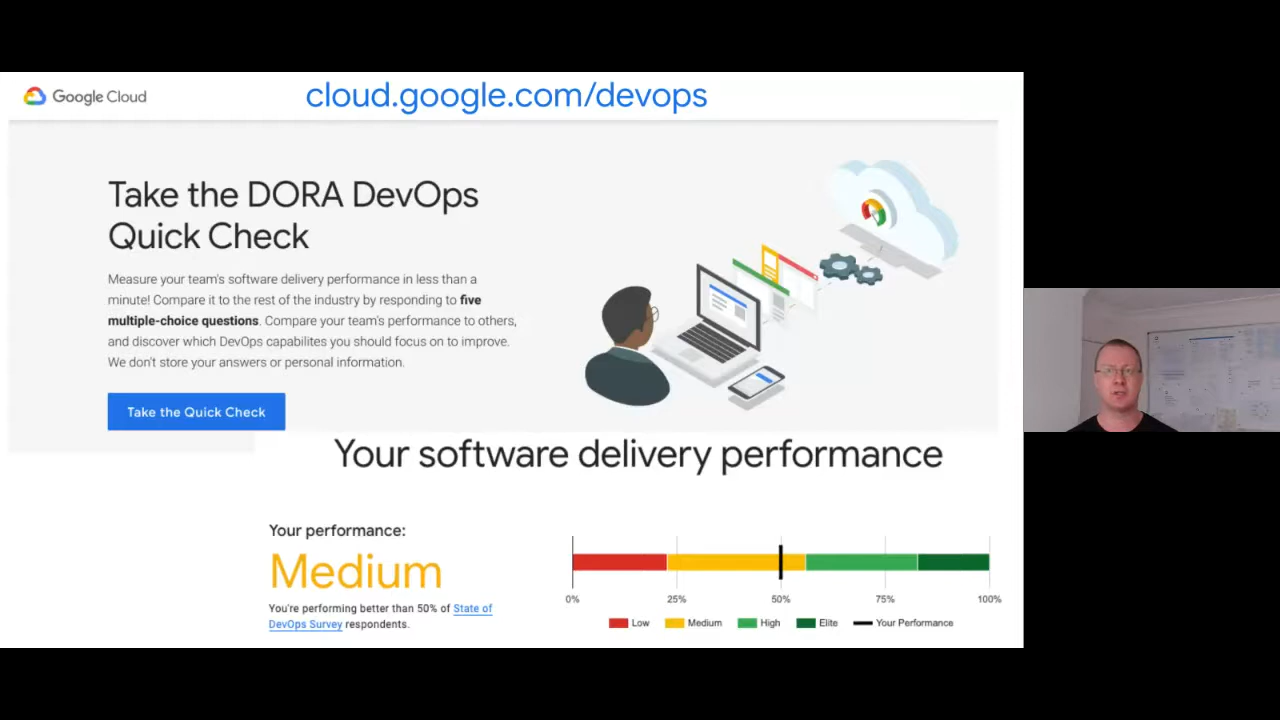 Google Cloud
cloud.google.com/devops
Take the DORA DevOps
Quick Check
Measure your team's software delivery performance in less than a
minute! Compare it to the rest of the industry by responding to five
multiple-choice questions. Compare your team's performance to others,
and discover which DevOps capabilites you should focus on to improve.
We don't store your answers or personal information.
Take the Quick Check
Your software delivery performance
Your performance:
Medium
You're performing better than 50% of State of
DevOps Survey respondents.
0% 25% 50% 75% 100%
Low Medium High Elite Your Performance